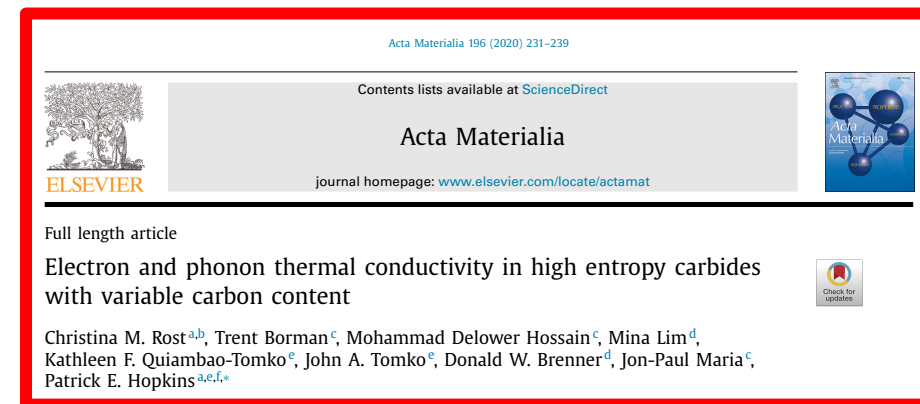 Acta Materialia 196 (2020) 231–239
Contents lists available at ScienceDirect
Acta Materialia
journal homepage: www.elsevier.com/locate/actamat
ELSEVIER
Acta
Materialia
Full length article
Electron and phonon thermal conductivity in high entropy carbides
with variable carbon content
Check for
updates
Christina M. Rost a,b, Trent Borman c, Mohammad Delower Hossain c, Mina Lim d,
Kathleen F. Quiambao-Tomko e, John A. Tomko e, Donald W. Brenner d, Jon-Paul Maria c,
Patrick E. Hopkins a,e,f,∗